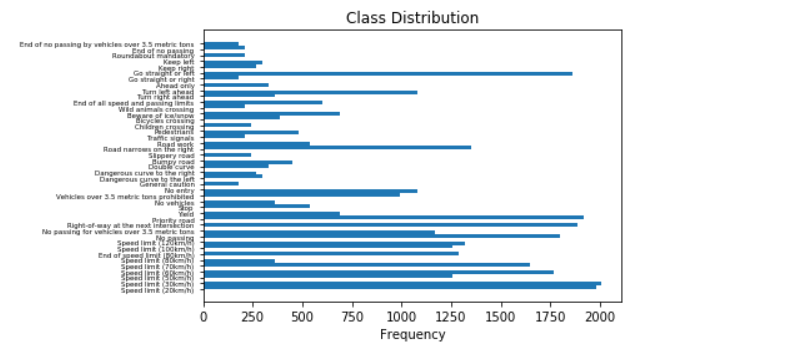 Class Distribution
End of no passing by vehicles over 3.5 metric tons
End of no passing
Roundabout mandatory
Keep left
Keep right
Go straight or left
Go straight or right
Ahead only
Turn left ahead
Turn right ahead
End of all speed and passing limits
Wild animals crossing
Beware of ice/snow
Bicycles crossing
Children crossing
Pedestrians
Traffic signals
Road work
Road narrows on the right
Slippery road
Bumpy road
Double curve
Dangerous curve to the right
Dangerous curve to the left
General caution
No entry
Vehicles over 3.5 metric tons prohibited
No vehicles
Stop
Yield
Priority road
Right-of-way at the next intersection
No passing for vehicles over 3.5 metric tons
No passing
Speed limit (120km/h)
Speed limit (100km/h)
End of speed limit (80km/h)
Speed limit (80km/h)
Speed limit (70km/h)
Speed limit (60km/h)
Speed limit (50km/h)
Speed limit (30km/h)
Speed limit (20km/h)
0 250 500 750 1000 1250 1500 1750 2000
Frequency